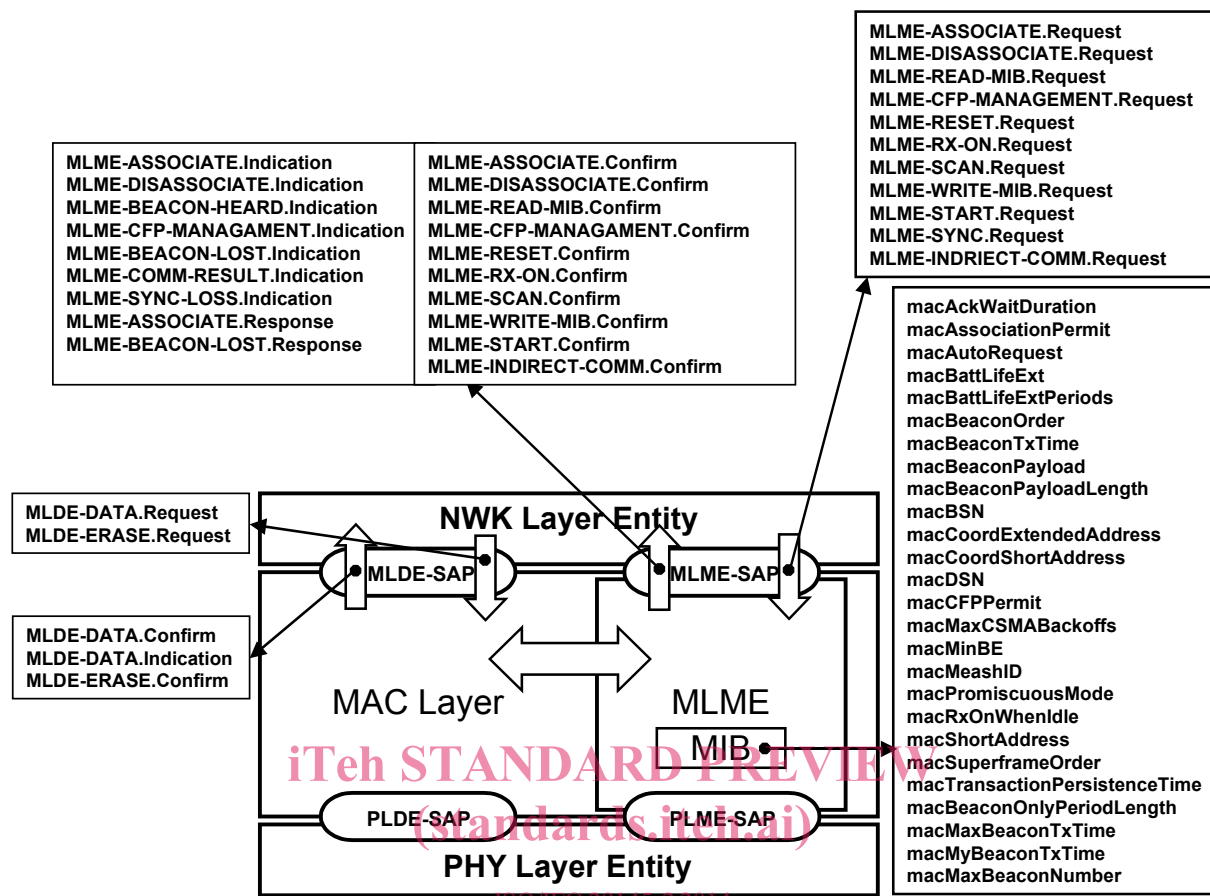 MLME-ASSOCIATE.Request
MLME-DISASSOCIATE.Request
MLME-READ-MIB.Request
MLME-CFP-MANAGEMENT.Request
MLME-RESET.Request
MLME-RX-ON.Request
MLME-SCAN.Request
MLME-WRITE-MIB.Request
MLME-START.Request
MLME-SYNC.Request
MLME-INDRIECT-COMM.Request
MLME-ASSOCIATE.Indication
MLME-DISASSOCIATE.Indication
MLME-BEACON-HEARD.Indication
MLME-CFP-MANAGAMENT.Indication
MLME-BEACON-LOST.Indication
MLME-COMM-RESULT.Indication
MLME-SYNC-LOSS.Indication
MLME-ASSOCIATE.Response
MLME-BEACON-LOST.Response
MLME-ASSOCIATE.Confirm
MLME-DISASSOCIATE.Confirm
MLME-READ-MIB.Confirm
MLME-CFP-MANAGAMENT.Confirm
MLME-RESET.Confirm
MLME-RX-ON.Confirm
MLME-SCAN.Confirm
MLME-WRITE-MIB.Confirm
MLME-START.Confirm
MLME-INDIRECT-COMM.Confirm
macAckWaitDuration
macAssociationPermit
macAutoRequest
macBattLifeExt
macBattLifeExtPeriods
macBeaconOrder
macBeaconTxTime
macBeaconPayload
macBeaconPayloadLength
macBSN
macCoordExtendedAddress
macCoordShortAddress
macDSN
macCFPPermit
macMaxCSMABackoffs
macMinBE
macMeashID
macPromiscuousMode
macRxOnWhenIdle
macShortAddress
macSuperframeOrder
macTransactionPersistenceTime
macBeaconOnlyPeriodLength
macMaxBeaconTxTime
macMyBeaconTxTime
macMaxBeaconNumber
MLDE-DATA.Request
MLDE-ERASE.Request
MLDE-DATA.Confirm
MLDE-DATA.Indication
MLDE-ERASE.Confirm
NWK Layer Entity
MLDE-SAP
MLME-SAP
MAC Layer
MLME
MIB
iTeh STANDARD PREVIEW
PLDE-SAP
PLME-SAP
(standards.iteh.ai)
PHY Layer Entity